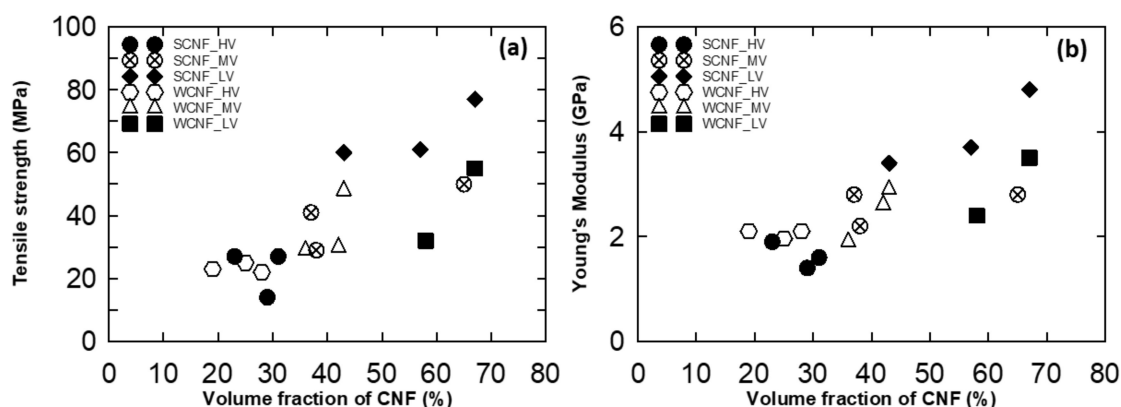 100
80
60
40
20
0
Tensile strength (MPa)
SCNF_HV
SCNF_MV
SCNF_LV
WCNF_HV
WCNF_MV
WCNF_LV
(a)
0 10 20 30 40 50 60 70 80
Volume fraction of CNF (%)
6
4
2
0
Young's Modulus (GPa)
SCNF_HV
SCNF_MV
SCNF_LV
WCNF_HV
WCNF_MV
WCNF_LV
(b)
0 10 20 30 40 50 60 70 80
Volume fraction of CNF (%)